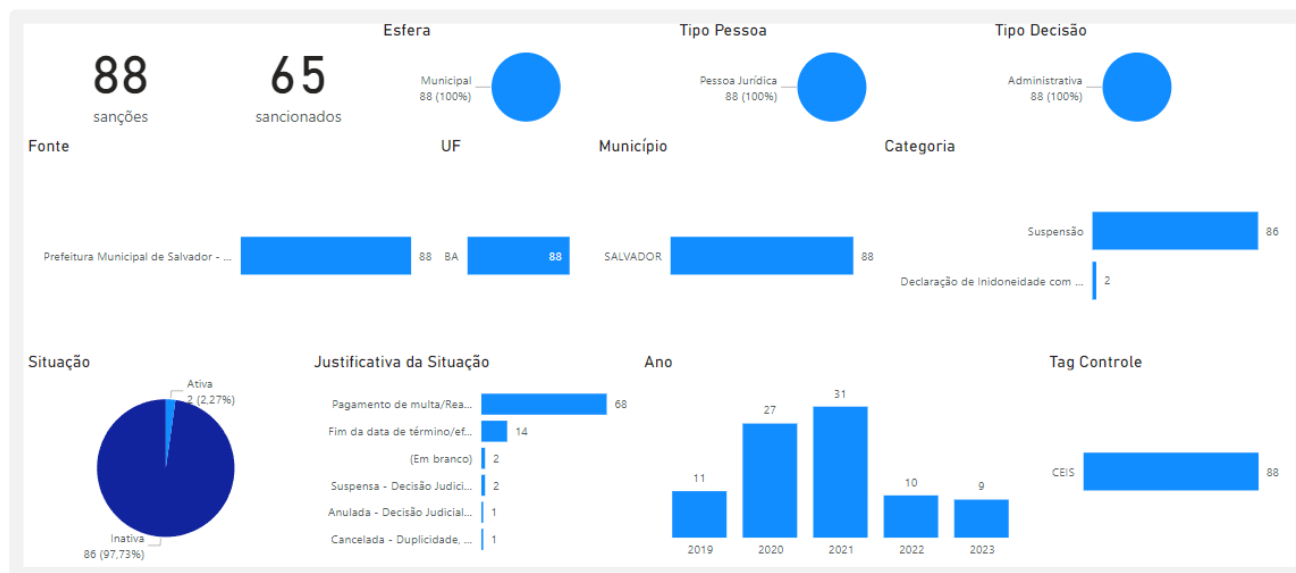 88
sanções
65
sancionados
Esfera
Municipal
88 (100%)
Tipo Pessoa
Pessoa Jurídica
88 (100%)
Tipo Decisão
Administrativa
88 (100%)
Fonte
Prefeitura Municipal de Salvador - ...
88
UF
BA
88
Município
SALVADOR
88
Categoria
Suspensão
86
Declaração de Inidoneidade com ...
2
Situação
Ativa
2 (2,27%)
Inativa
86 (97,73%)
Justificativa da Situação
Pagamento de multa/Rea...
68
Fim da data de término/ef...
14
(Em branco)
2
Suspensa - Decisão Judici...
2
Anulada - Decisão Judicial...
1
Cancelada - Duplicidade, ...
1
Ano
11
27
31
10
9
2019
2020
2021
2022
2023
Tag Controle
CEIS
88